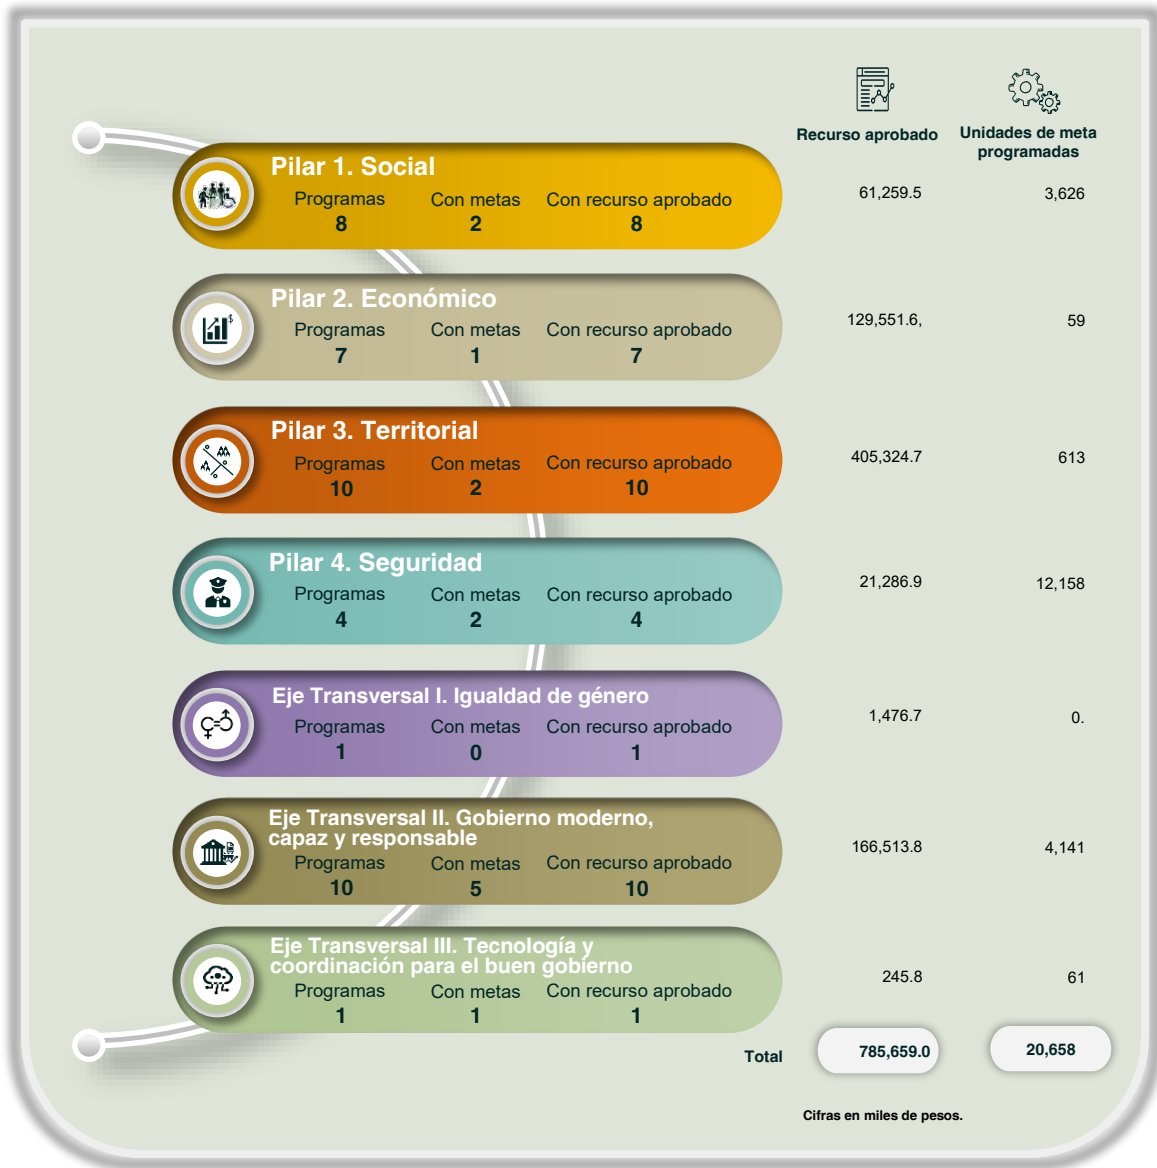 Recurso aprobado
Unidades de meta
programadas
Pilar 1. Social
Programas Con metas Con recurso aprobado
8 2 8
61,259.5 3,626
Pilar 2. Económico
Programas Con metas Con recurso aprobado
7 1 7
129,551.6, 59
Pilar 3. Territorial
Programas Con metas Con recurso aprobado
10 2 10
405,324.7 613
Pilar 4. Seguridad
Programas Con metas Con recurso aprobado
4 2 4
21,286.9 12,158
Eje Transversal I. Igualdad de género
Programas Con metas Con recurso aprobado
1 0 1
1,476.7 0.
Eje Transversal II. Gobierno moderno,
capaz y responsable
Programas Con metas Con recurso aprobado
10 5 10
166,513.8 4,141
Eje Transversal III. Tecnología y
coordinación para el buen gobierno
Programas Con metas Con recurso aprobado
1 1 1
245.8 61
Total 785,659.0 20,658
Cifras en miles de pesos.